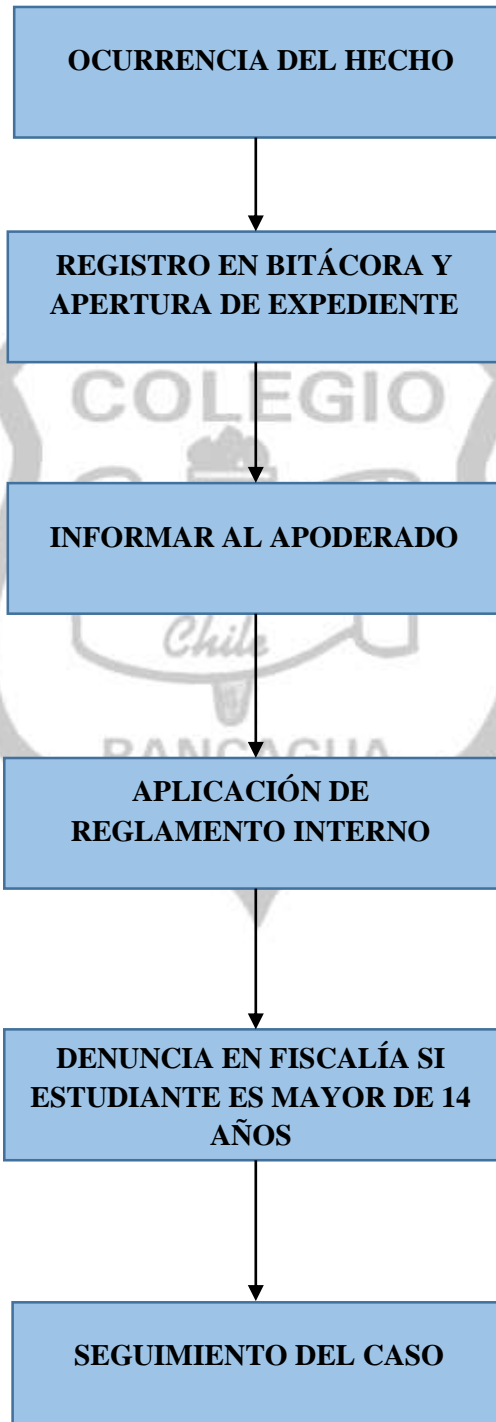 OCURRENCIA DEL HECHO
REGISTRO EN BITÁCORA Y
APERTURA DE EXPEDIENTE
COLEGIO
INFORMAR AL APODERADO
Chile
RANCAGUA
APLICACIÓN DE
REGLAMENTO INTERNO
DENUNCIA EN FISCALÍA SI
ESTUDIANTE ES MAYOR DE 14
AÑOS
SEGUIMIENTO DEL CASO